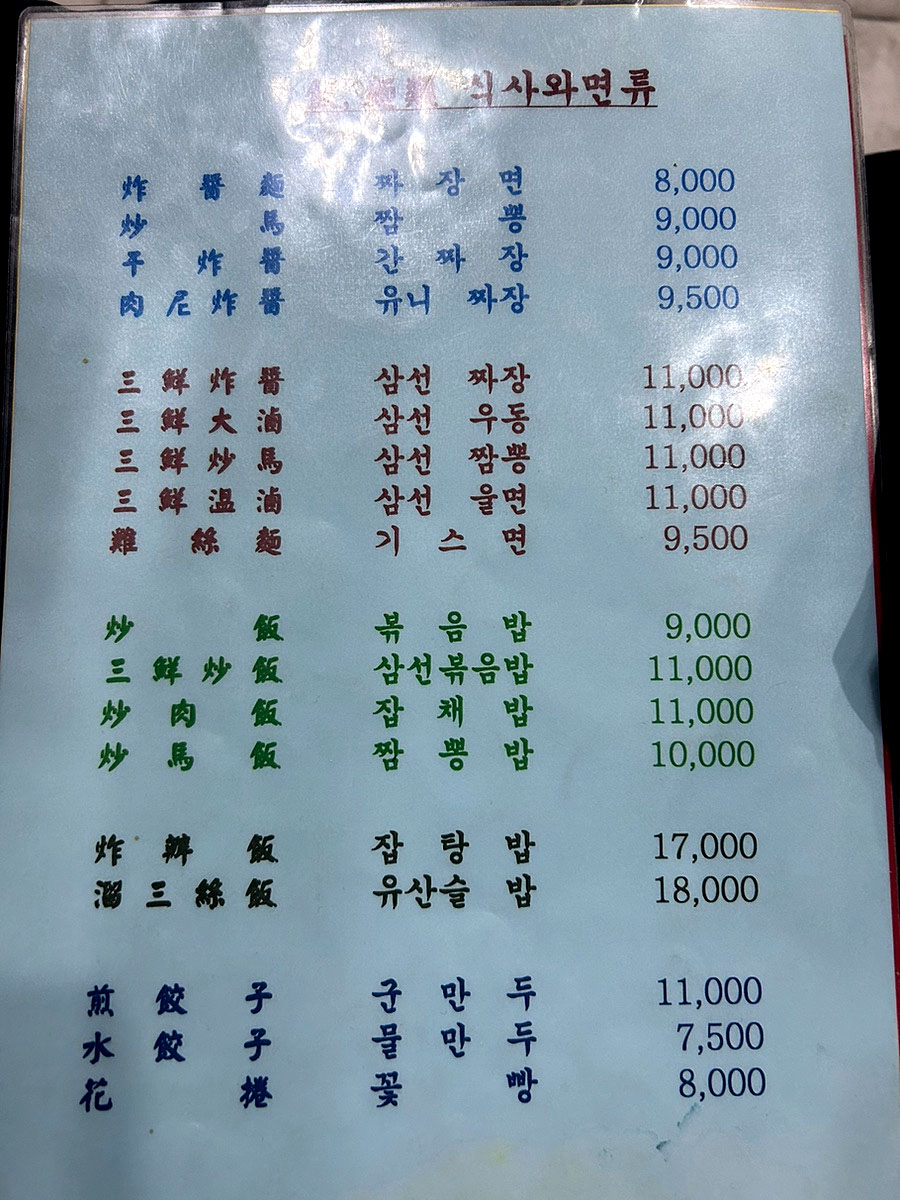 식사와면류
炸醬麵 짜장면 8,000
炒馬 짬뽕 9,000
干炸醬 간짜장 9,000
肉尼炸醬 유니짜장 9,500
三鮮炸醬 삼선짜장 11,000
三鮮大滷 삼선우동 11,000
三鮮炒馬 삼선짬뽕 11,000
三鮮溫滷 삼선울면 11,000
雞絲麵 기스면 9,500
炒飯 볶음밥 9,000
三鮮炒飯 삼선볶음밥 11,000
炒肉飯 잡채밥 11,000
炒馬飯 짬뽕밥 10,000
炸辦飯 잡탕밥 17,000
溜三絲飯 유산슬밥 18,000
煎餃子 군만두 11,000
水餃子 물만두 7,500
花捲 꽃빵 8,000